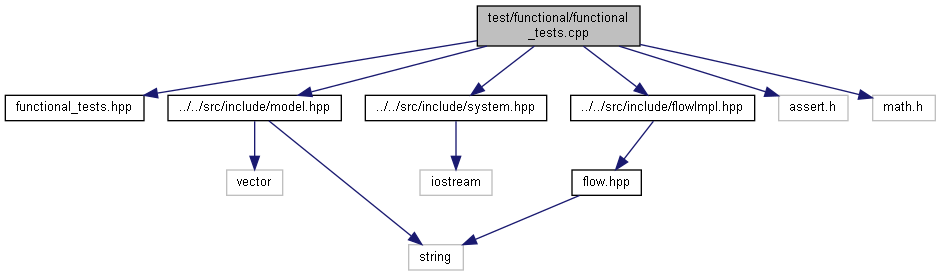 test/functional/functional
_tests.cpp
functional_tests.hpp
../../src/include/model.hpp
../../src/include/system.hpp
../../src/include/flowImpl.hpp
assert.h
math.h
vector
iostream
flow.hpp
string